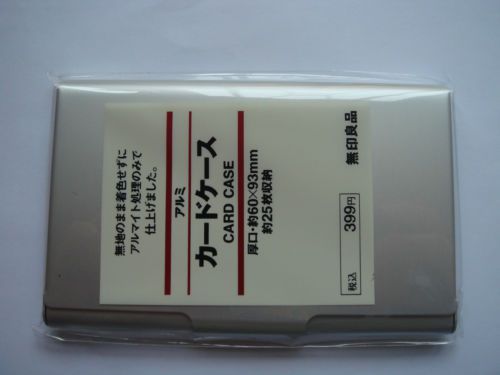 無地のまま着色せずに
アルマイト処理のみで
仕上げました。
アルミ
カードケース
CARD CASE
厚口・約60×93mm
約25枚収納
税込 399円
無印良品